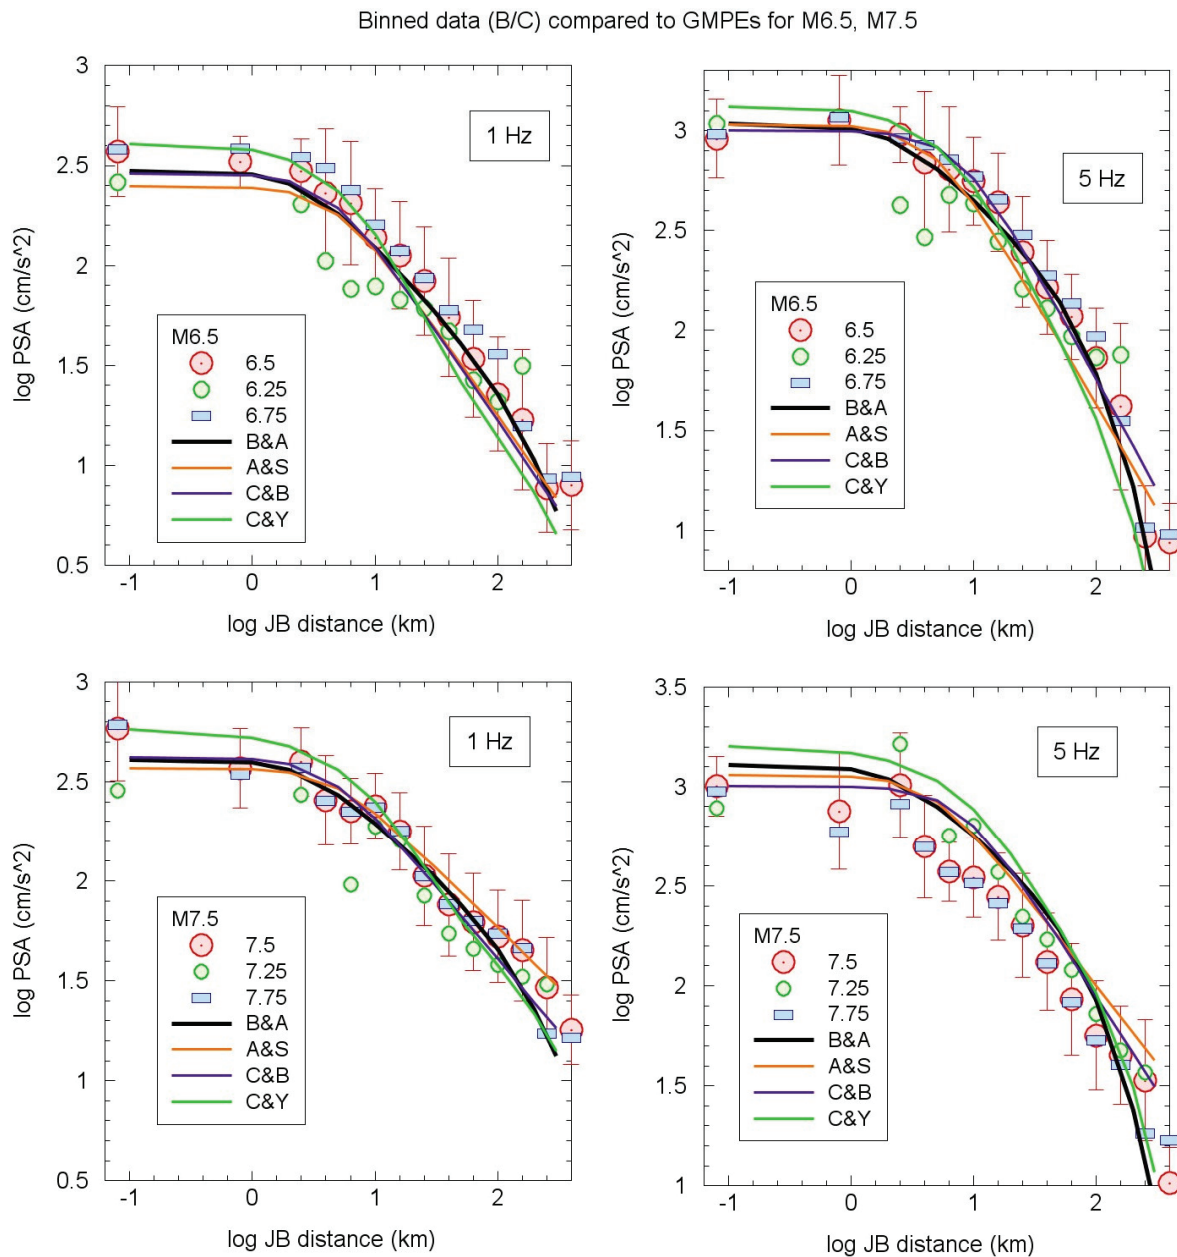 Binned data (B/C) compared to GMPEs for M6.5, M7.5
3
2.5
2
1.5
1
0.5
log PSA (cm/s^2)
1 Hz
M6.5
6.5
6.25
6.75
B&A
A&S
C&B
C&Y
-1 0 1 2
log JB distance (km)
3
2.5
2
1.5
1
log PSA (cm/s^2)
5 Hz
M6.5
6.5
6.25
6.75
B&A
A&S
C&B
C&Y
-1 0 1 2
log JB distance (km)
3
2.5
2
1.5
1
0.5
log PSA (cm/s^2)
1 Hz
M7.5
7.5
7.25
7.75
B&A
A&S
C&B
C&Y
-1 0 1 2
log JB distance (km)
3.5
3
2.5
2
1.5
1
log PSA (cm/s^2)
5 Hz
M7.5
7.5
7.25
7.75
B&A
A&S
C&B
C&Y
-1 0 1 2
log JB distance (km)